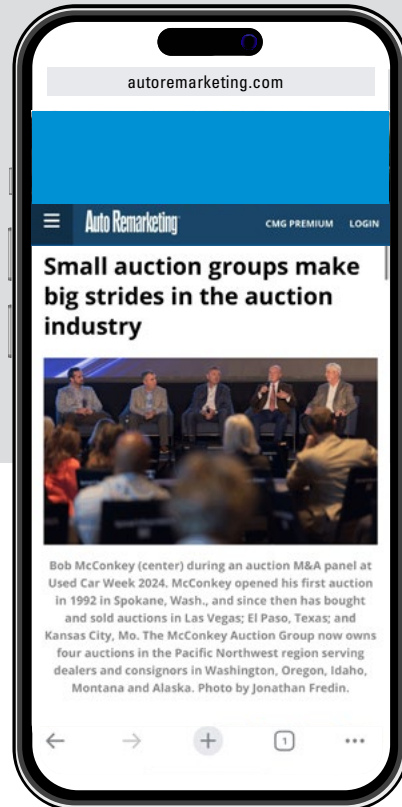 autoremarketing.com
Auto Remarketing
CMG PREMIUM LOGIN
Small auction groups make
big strides in the auction
industry
Bob McConkey (center) during an auction M&A panel at
Used Car Week 2024. McConkey opened his first auction
in 1992 in Spokane, Wash., and since then has bought
and sold auctions in Las Vegas; El Paso, Texas; and
Kansas City, Mo. The McConkey Auction Group now owns
four auctions in the Pacific Northwest region serving
dealers and consignors in Washington, Oregon, Idaho,
Montana and Alaska. Photo by Jonathan Fredin.
1